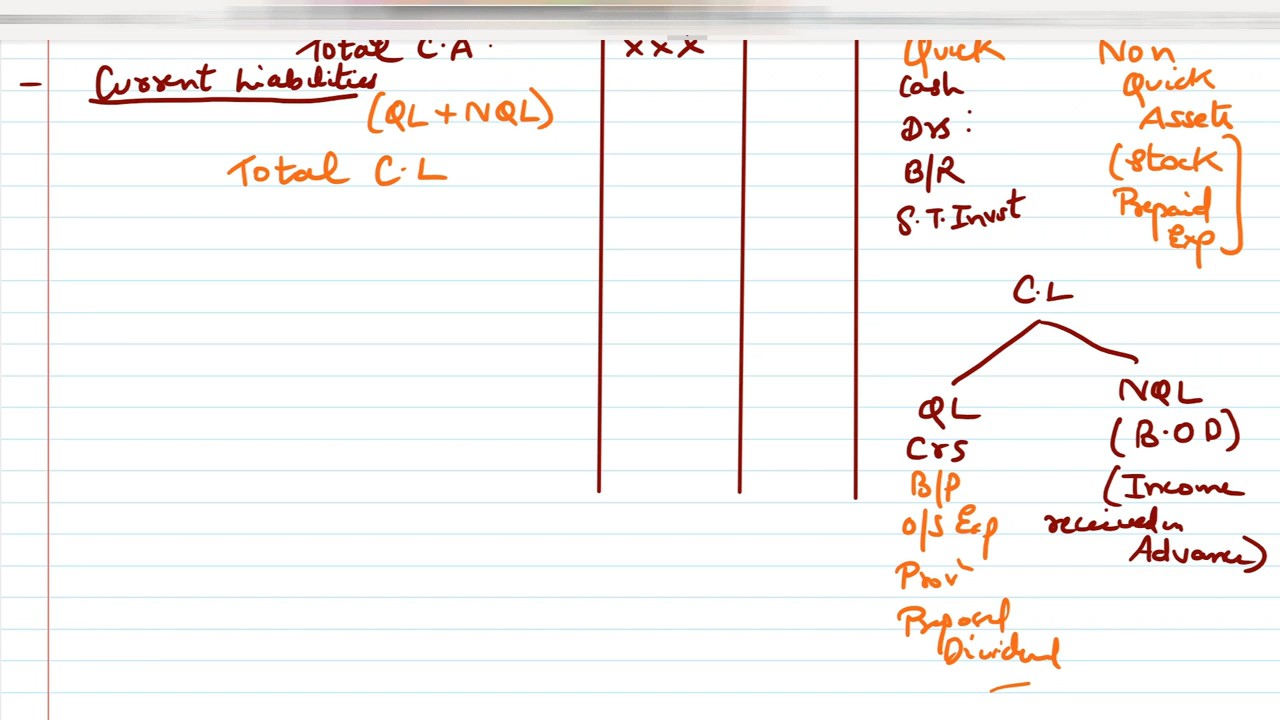 Total C.A.
xxx
- Current Liabilities
(QL + NQL)
Total C.L
Quick
Cash
Drs:
B/R
S.T. Invst
Non
Quick
Assets
(Stock
Prepaid
Exp)
C.L
QL
Crs
B/P
O/S Exp
Prov
Proposed
Dividend
NQL
(B.O.D)
(Income
received in
Advance)